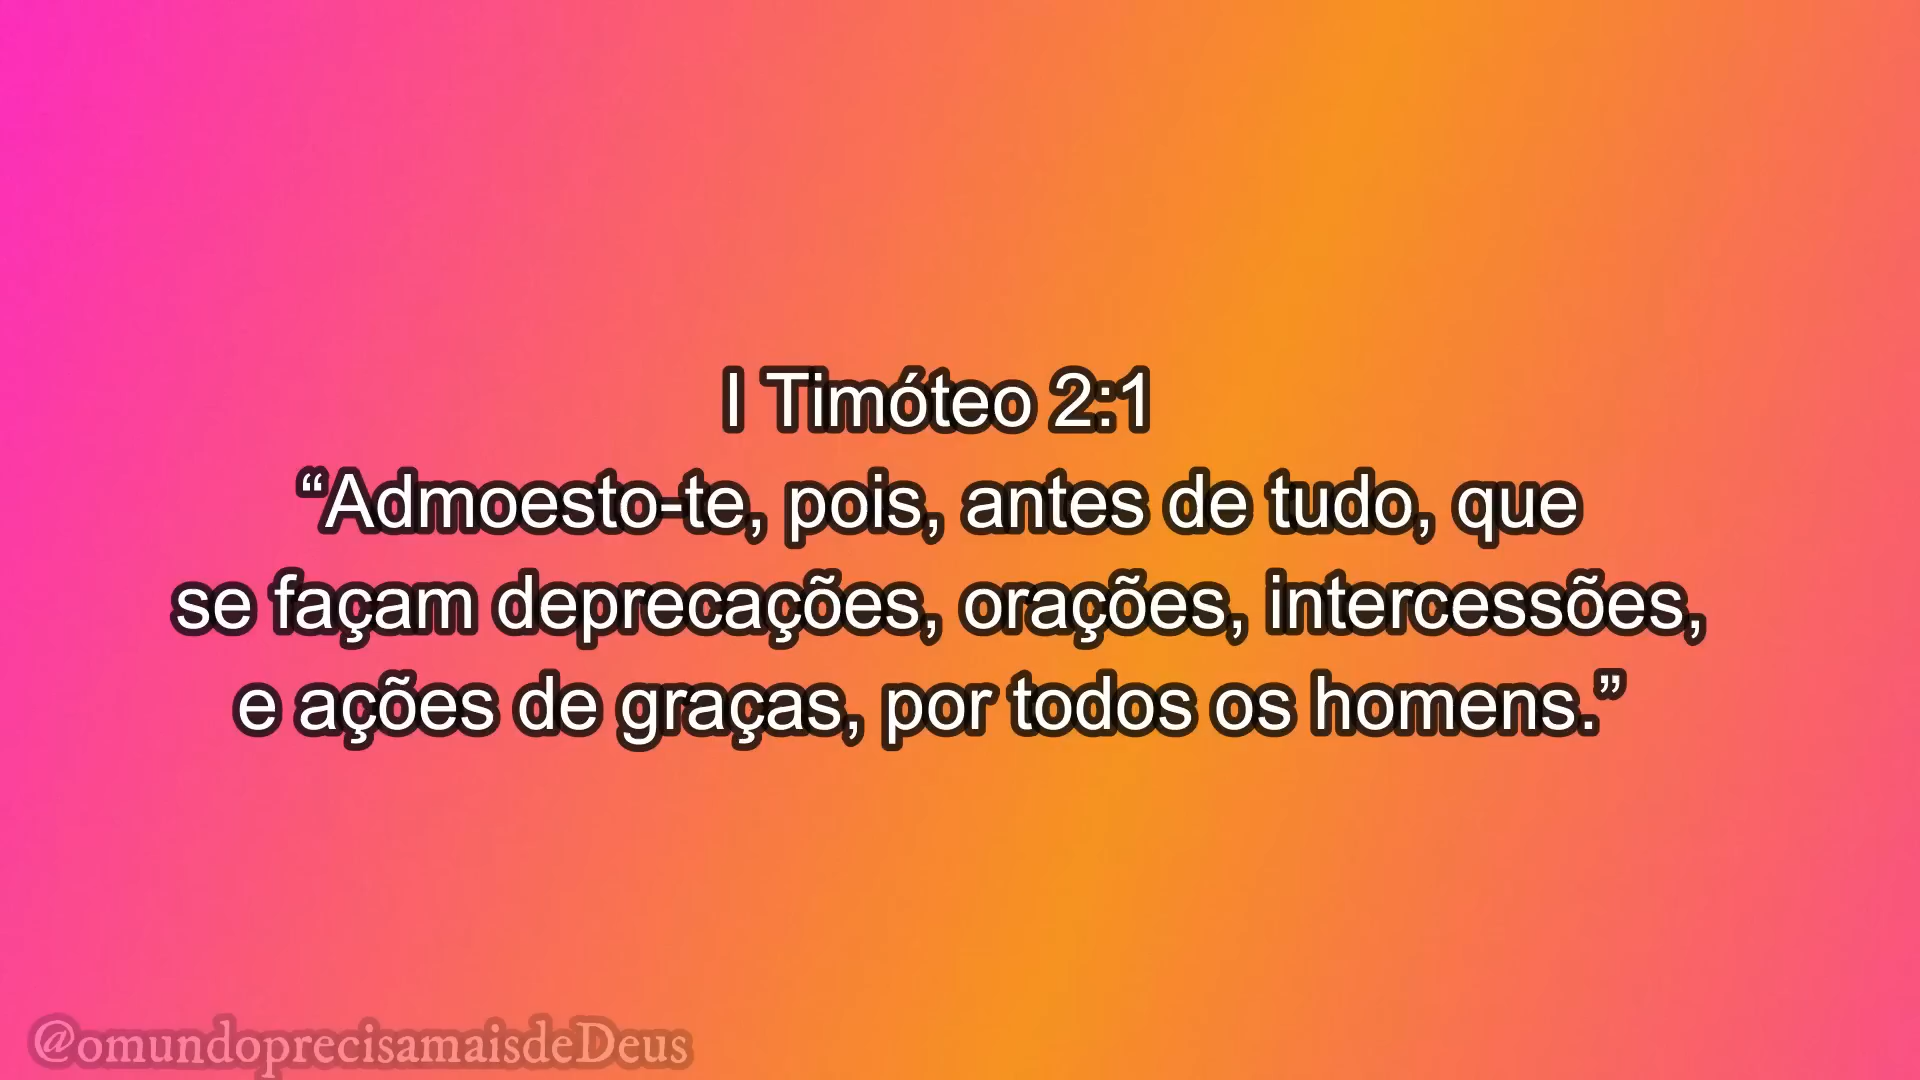 I Timóteo 2:1
“Admoesto-te, pois, antes de tudo, que
se façam deprecações, orações, intercessões,
e ações de graças, por todos os homens.”
@omundoprecisamaisdeDeus